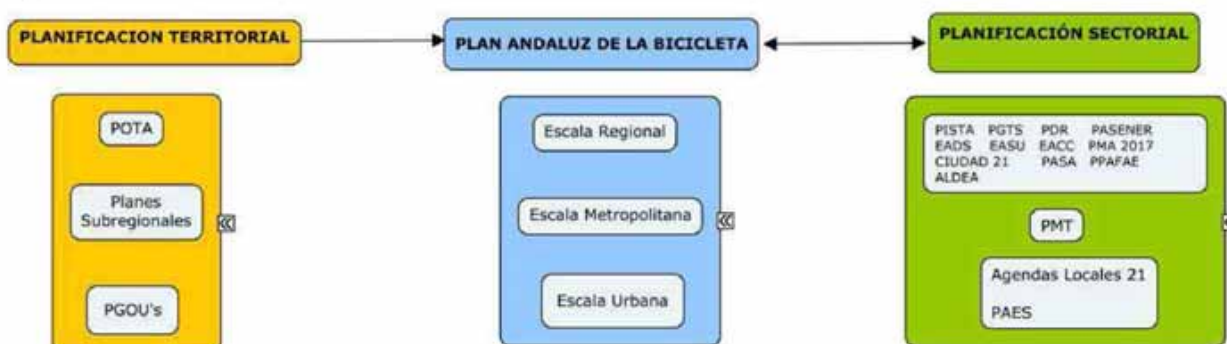 PLANIFICACION TERRITORIAL
PLAN ANDALUZ DE LA BICICLETA
PLANIFICACIÓN SECTORIAL
POTA
Planes
Subregionales
PGOU's
Escala Regional
Escala Metropolitana
Escala Urbana
PISTA PGTS PDR PASENER
EADS EASU EACC PMA 2017
CIUDAD 21 PASA PPAFAE
ALDEA
PMT
Agendas Locales 21
PAES